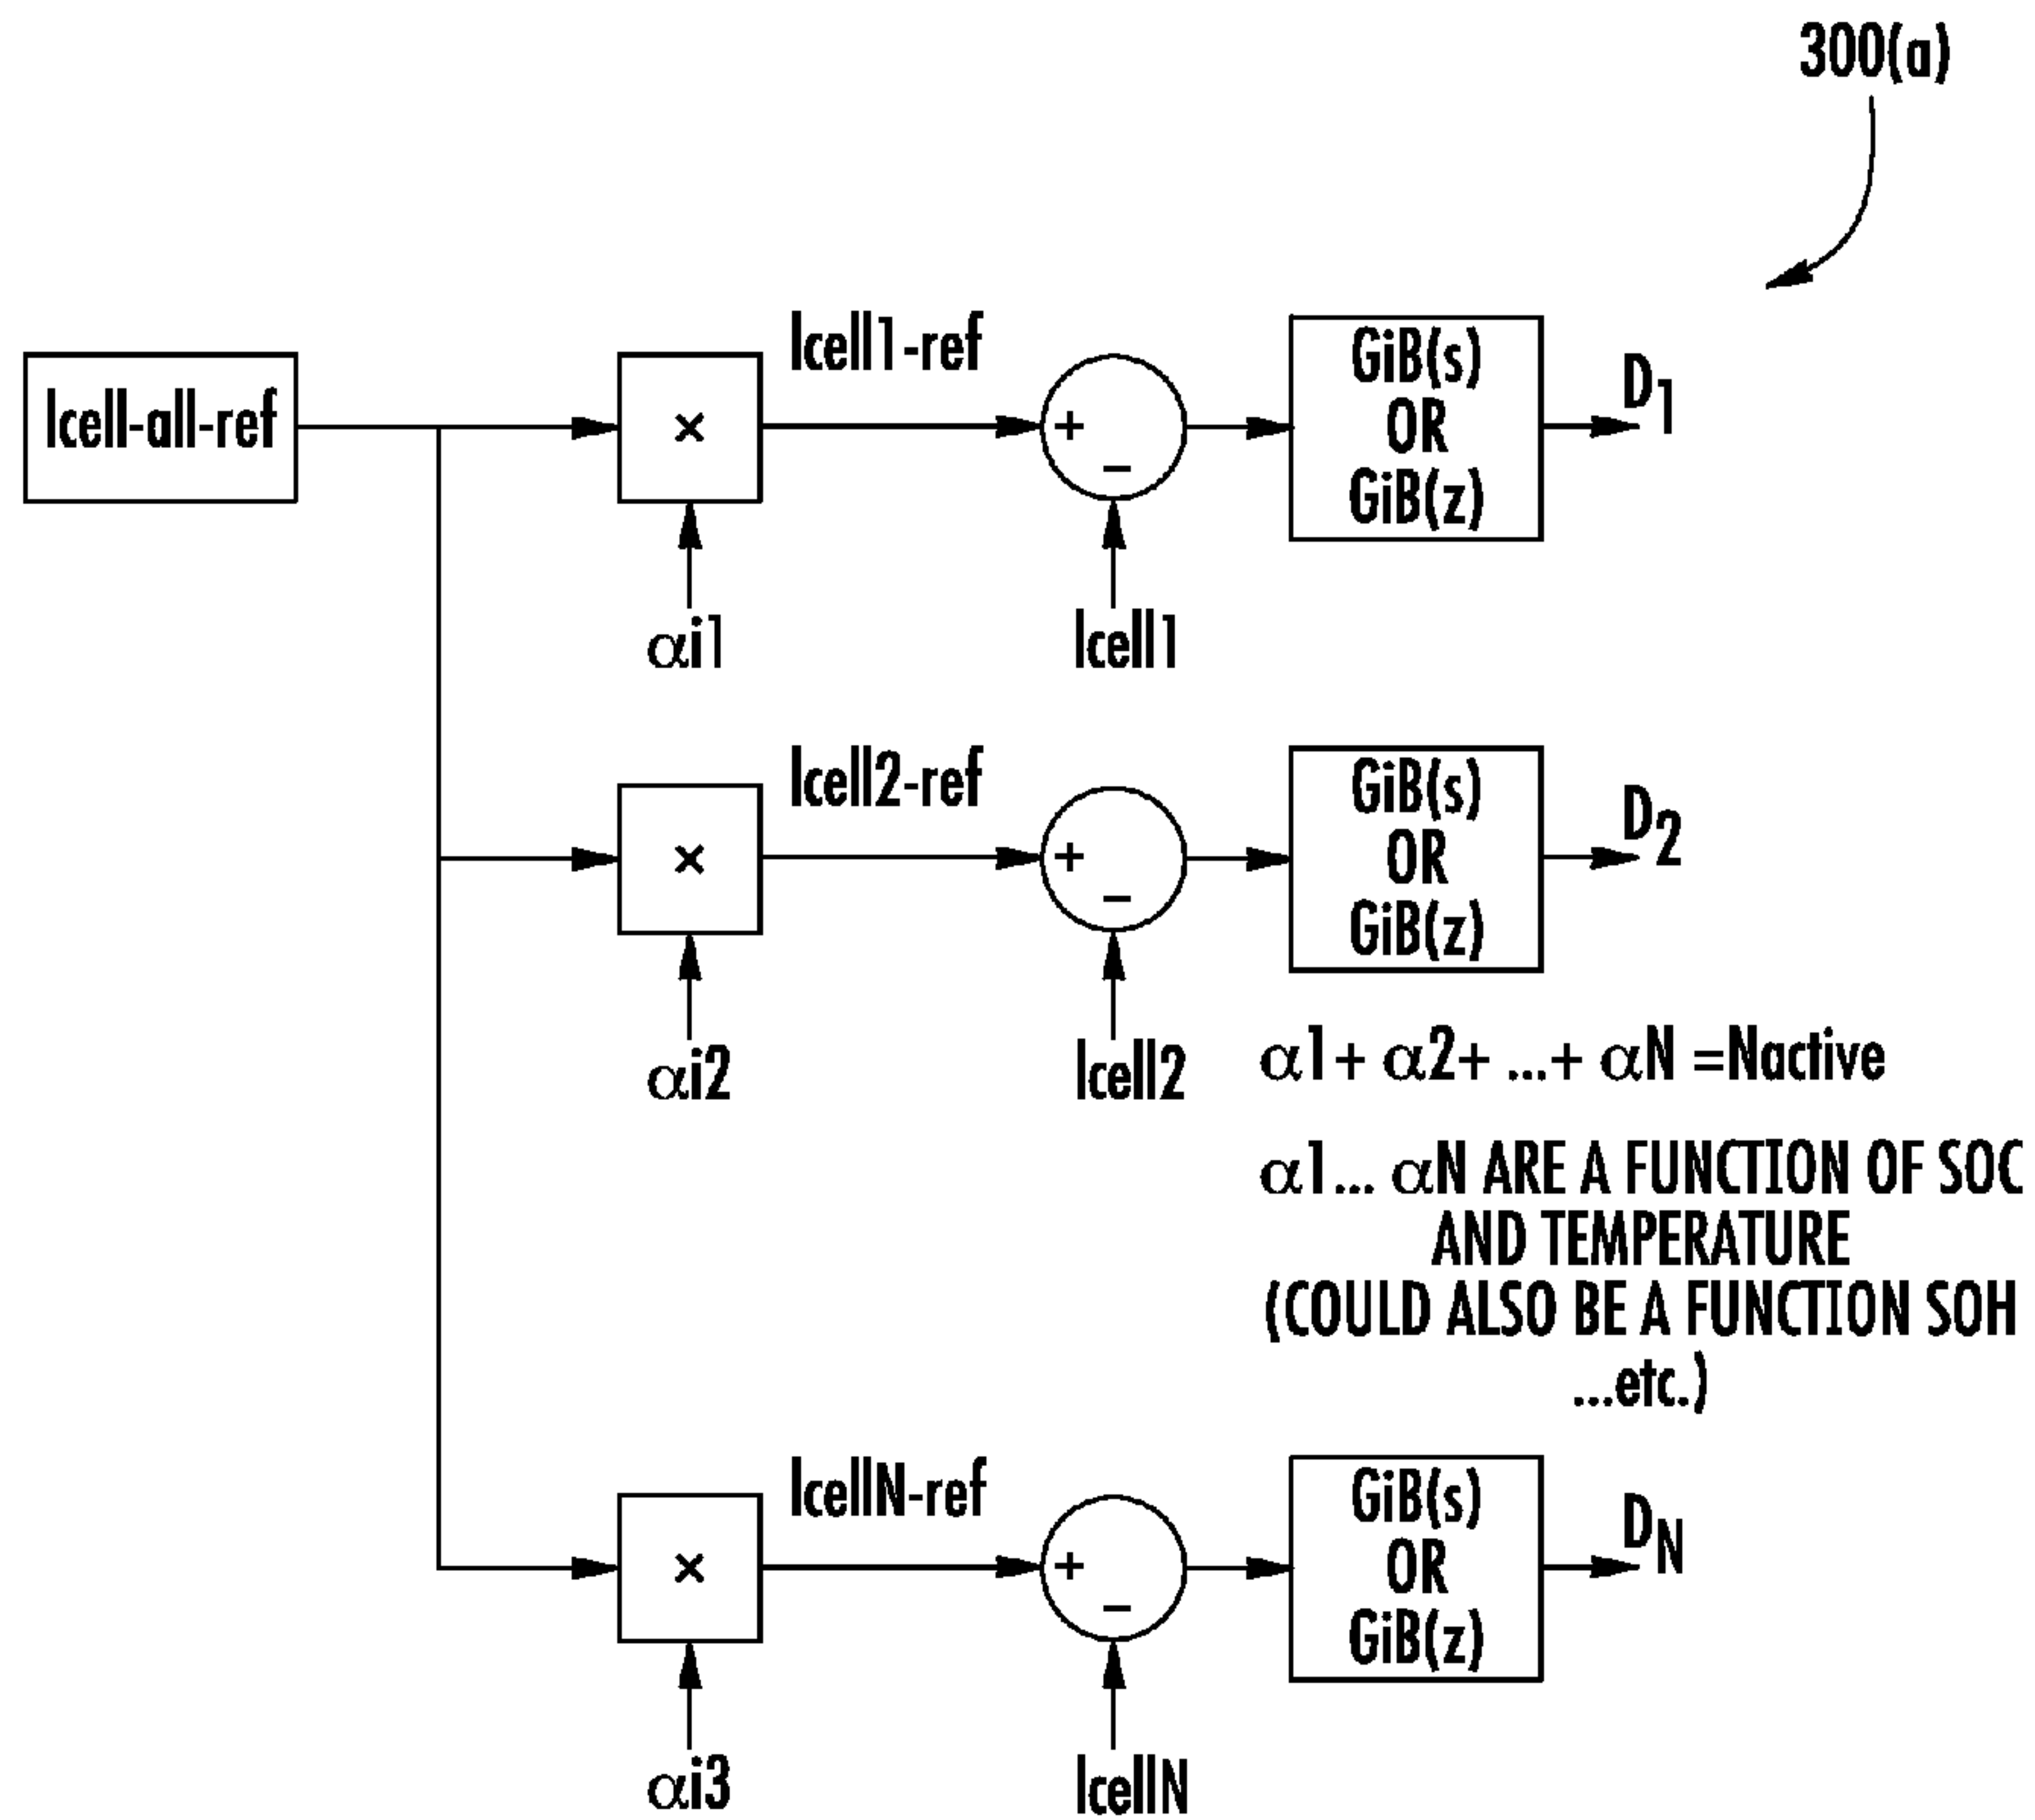 300(a)
Icell-all-ref
×
Icell1-ref
+
−
GiB(s)
OR
GiB(z)
D1
αi1
Icell1
×
Icell2-ref
+
−
GiB(s)
OR
GiB(z)
D2
αi2
Icell2
α1+ α2+ ...+ αN =Nactive
α1... αN ARE A FUNCTION OF SOC
AND TEMPERATURE
(COULD ALSO BE A FUNCTION SOH
...etc.)
×
IcellN-ref
+
−
GiB(s)
OR
GiB(z)
DN
αi3
IcellN